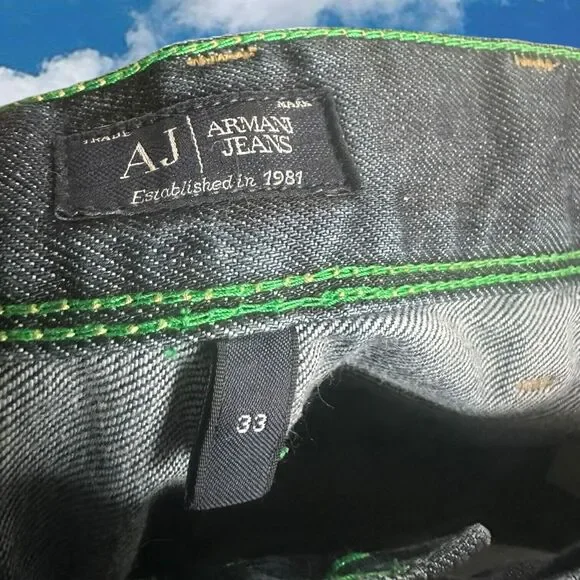 TRADE MARK
AJ ARMANI
JEANS
Established in 1981
33